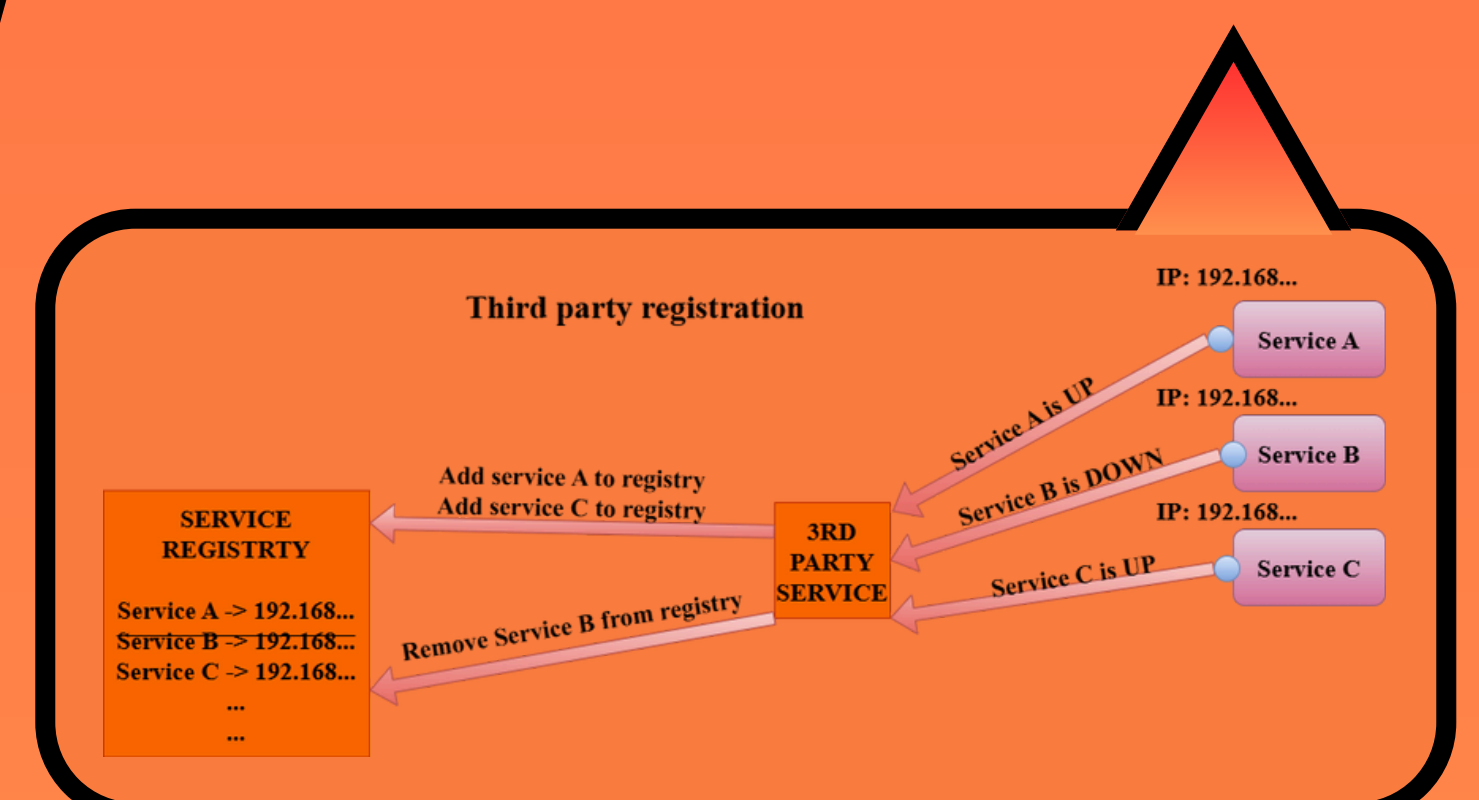 Third party registration
IP: 192.168...
Service A
IP: 192.168...
Service B
IP: 192.168...
Service C
Service A is UP
Service B is DOWN
Service C is UP
3RD
PARTY
SERVICE
Add service A to registry
Add service C to registry
Remove Service B from registry
SERVICE
REGISTRTY
Service A -> 192.168...
Service B -> 192.168...
Service C -> 192.168...
...
...